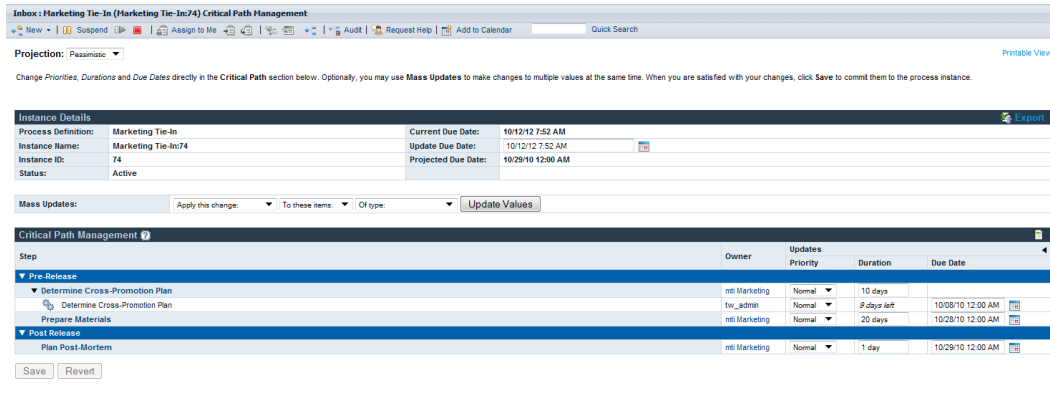 Inbox : Marketing Tie-In (Marketing Tie-In:74) Critical Path Management
New Suspend Assign to Me Audit Request Help Add to Calendar Quick Search
Projection: Pessimistic
Printable View
Change Priorities, Durations and Due Dates directly in the Critical Path section below. Optionally, you may use Mass Updates to make changes to multiple values at the same time. When you are satisfied with your changes, click Save to commit them to the process instance.
Instance Details Export
Process Definition: Marketing Tie-In Current Due Date: 10/12/12 7:52 AM
Instance Name: Marketing Tie-In:74 Update Due Date: 10/12/12 7:52 AM
Instance ID: 74 Projected Due Date: 10/29/10 12:00 AM
Status: Active
Mass Updates: Apply this change: To these items: Of type: Update Values
Critical Path Management ?
Step Owner Updates
Priority Duration Due Date
Pre-Release
Determine Cross-Promotion Plan mti Marketing Normal 10 days
Determine Cross-Promotion Plan tw_admin Normal 9 days left 10/08/10 12:00 AM
Prepare Materials mti Marketing Normal 20 days 10/28/10 12:00 AM
Post Release
Plan Post-Mortem mti Marketing Normal 1 day 10/29/10 12:00 AM
Save Revert